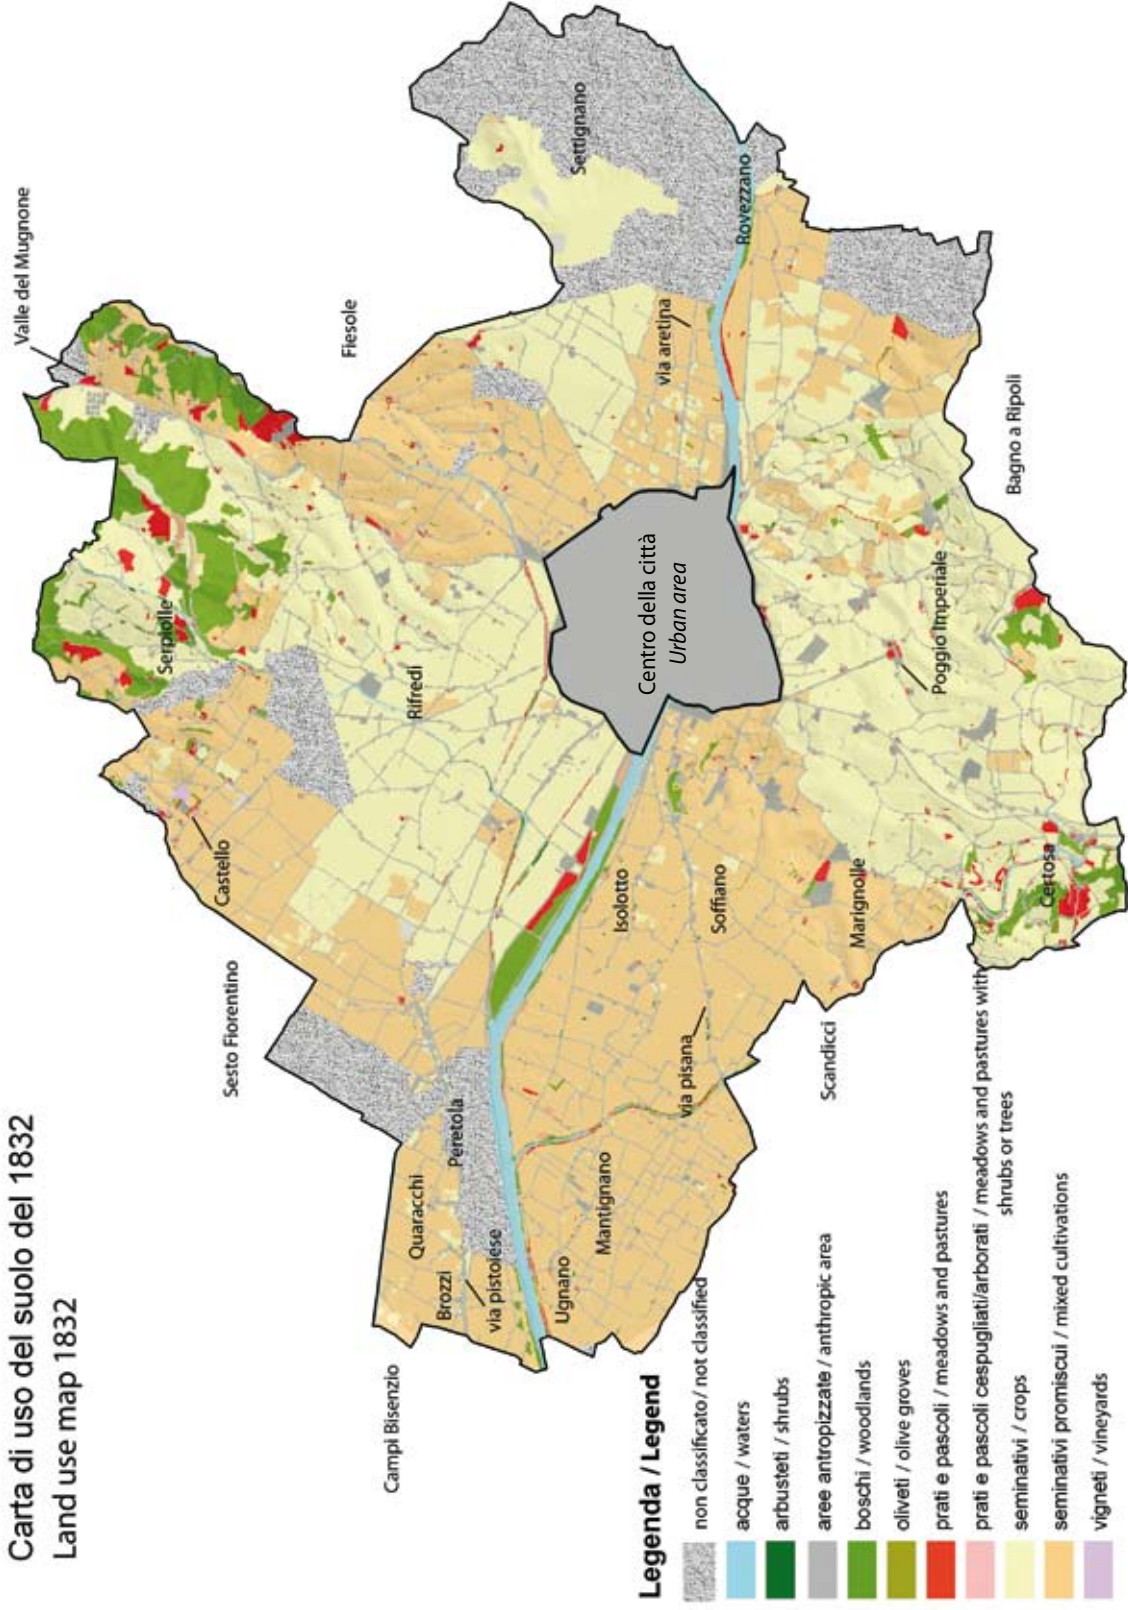 Carta di uso del suolo del 1832
Land use map 1832
Valle del Mugnone
Fiesole
Settignano
Rovezzano
via aretina
Serpiolle
Rifredi
Castello
Sesto Fiorentino
Centro della città
Urban area
Bagno a Ripoli
Poggio Imperiale
Certosa
Marignolle
Soffiano
Isolotto
Scandicci
via pisana
Peretola
Quaracchi
Mantignano
Brozzi
via pistoiese
Ugnano
Campi Bisenzio
Legenda / Legend
non classificato / not classified
acque / waters
arbusteti / shrubs
aree antropizzate / anthropic area
boschi / woodlands
oliveti / olive groves
prati e pascoli / meadows and pastures
prati e pascoli cespugliati/arborati / meadows and pastures with
shrubs or trees
seminativi / crops
seminativi promiscui / mixed cultivations
vigneti / vineyards